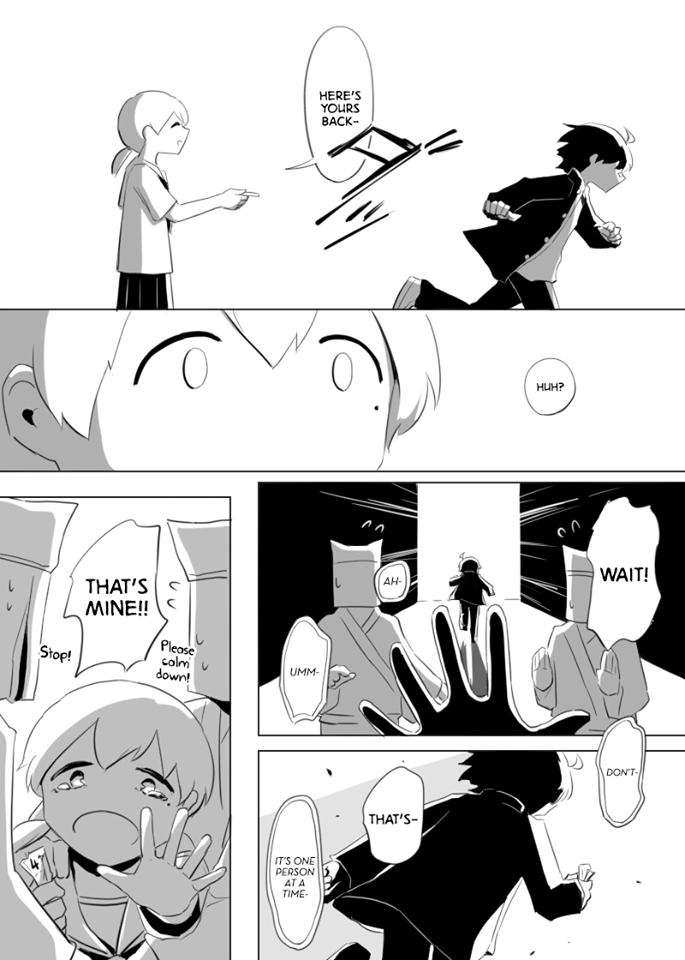 HERE'S
YOURS
BACK-
HUH?
WAIT!
AH-
UMM-
DON'T-
THAT'S-
IT'S ONE
PERSON
AT A
TIME-
THAT'S
MINE!!
Please
calm
down!
Stop!
4